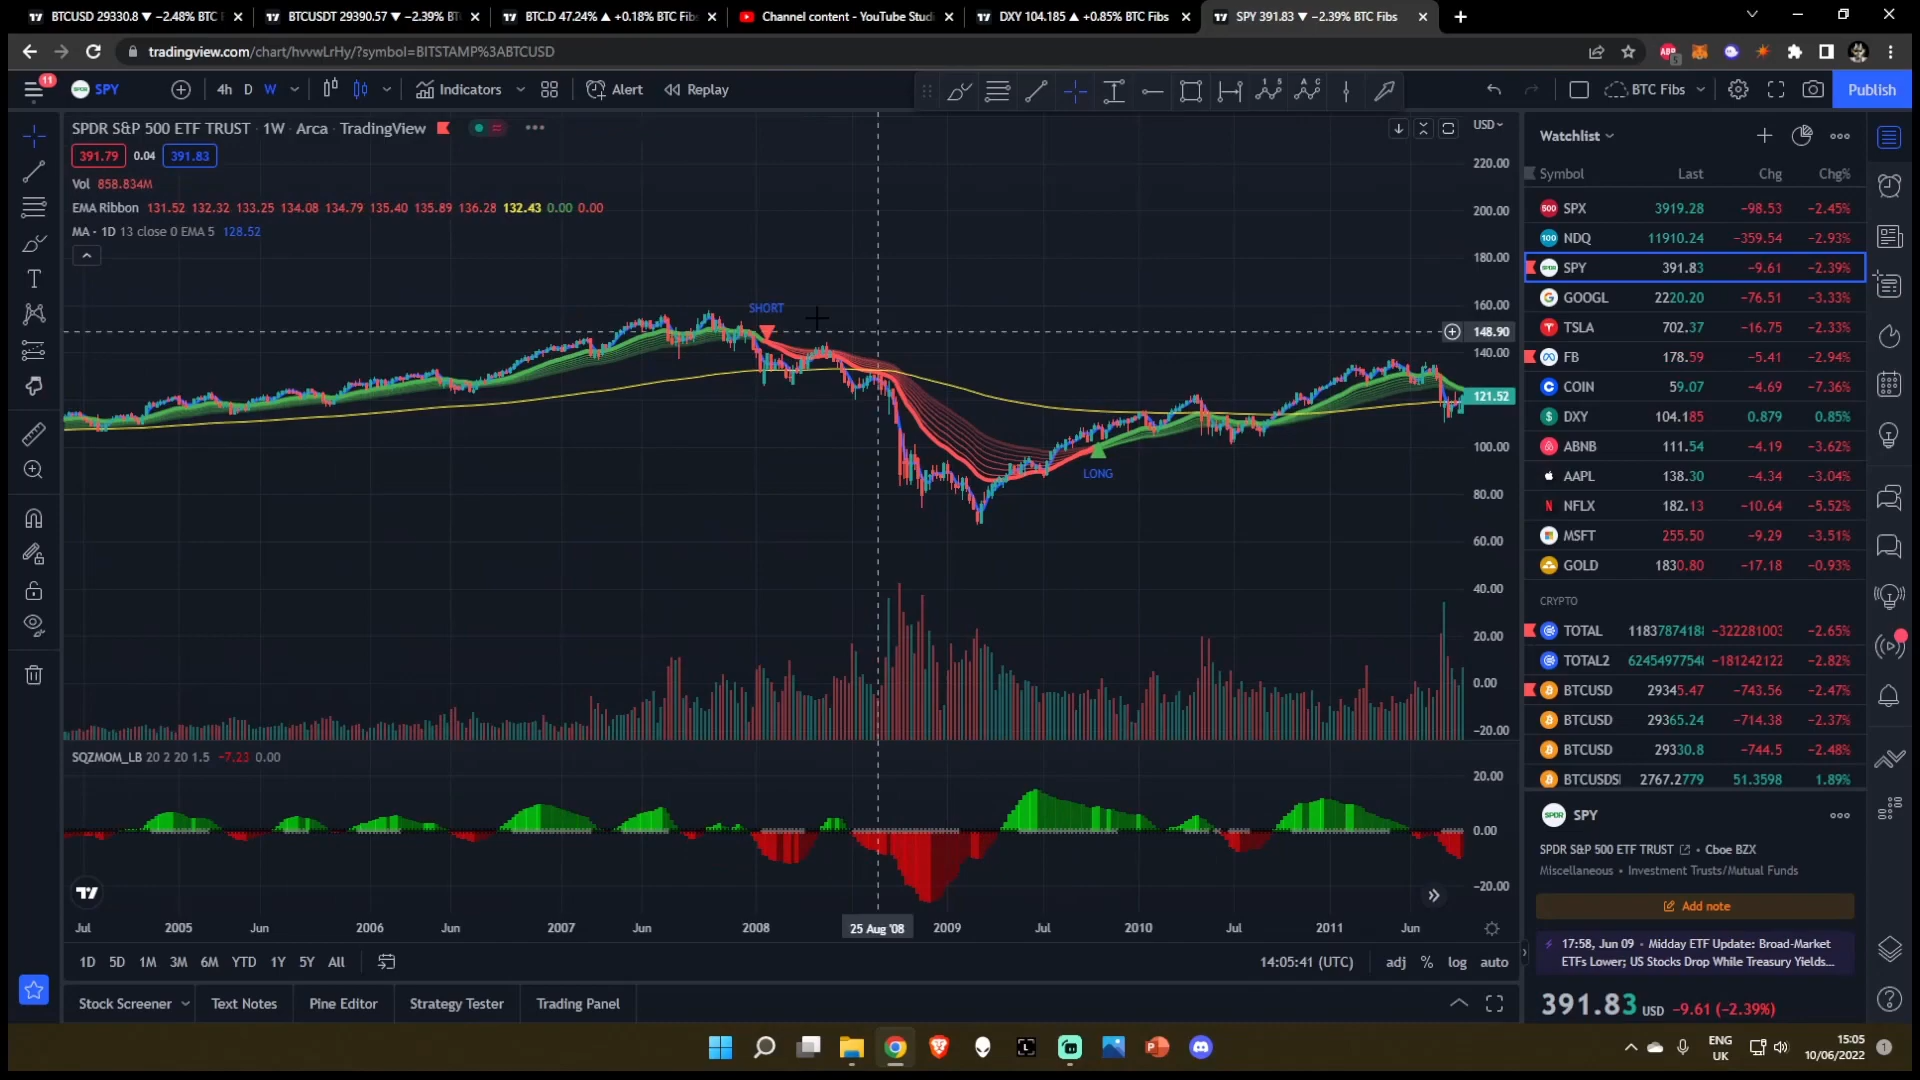 BTCUSD 29330.8 ▼ −2.48% BTC F
BTCUSDT 29390.57 ▼ −2.39% BT
BTC.D 47.24% ▲ +0.18% BTC Fib
Channel content - YouTube Studi
DXY 104.185 ▲ +0.85% BTC Fibs
SPY 391.83 ▼ −2.39% BTC Fibs
tradingview.com/chart/hvvwLrHy/?symbol=BITSTAMP%3ABTCUSD
11
SPY
4h D W
Indicators
Alert
Replay
BTC Fibs
Publish
SPDR S&P 500 ETF TRUST · 1W · Arca · TradingView
391.79 0.04 391.83
Vol 858.834M
EMA Ribbon 131.52 132.32 133.25 134.08 134.79 135.40 135.89 136.28 132.43 0.00 0.00
MA - 1D 13 close 0 EMA 5 128.52
SHORT
LONG
USD
220.00
200.00
180.00
160.00
148.90
140.00
121.52
100.00
80.00
60.00
40.00
20.00
0.00
−20.00
SQZMOM_LB 20 2 20 1.5 −7.23 0.00
20.00
0.00
−20.00
Jul 2005 Jun 2006 Jun 2007 Jun 2008 25 Aug '08 2009 Jul 2010 Jul 2011 Jun
1D 5D 1M 3M 6M YTD 1Y 5Y All
14:05:41 (UTC) adj % log auto
Stock Screener Text Notes Pine Editor Strategy Tester Trading Panel
Watchlist
Symbol Last Chg Chg%
SPX 3919.28 −98.53 −2.45%
NDQ 11910.24 −359.54 −2.93%
SPY 391.83 −9.61 −2.39%
GOOGL 2220.20 −76.51 −3.33%
TSLA 702.37 −16.75 −2.33%
FB 178.59 −5.41 −2.94%
COIN 59.07 −4.69 −7.36%
DXY 104.185 0.879 0.85%
ABNB 111.54 −4.19 −3.62%
AAPL 138.30 −4.34 −3.04%
NFLX 182.13 −10.64 −5.52%
MSFT 255.50 −9.29 −3.51%
GOLD 1830.80 −17.18 −0.93%
CRYPTO
TOTAL 1183787418 −322281003 −2.65%
TOTAL2 6245497754 −181242122 −2.82%
BTCUSD 29345.47 −743.56 −2.47%
BTCUSD 29365.24 −714.38 −2.37%
BTCUSD 29330.8 −744.5 −2.48%
BTCUSDS 2767.2779 51.3598 1.89%
SPY
SPDR S&P 500 ETF TRUST • Cboe BZX
Miscellaneous • Investment Trusts/Mutual Funds
Add note
17:58, Jun 09 • Midday ETF Update: Broad-Market
ETFs Lower; US Stocks Drop While Treasury Yields...
391.83 USD −9.61 (−2.39%)
ENG
UK
15:05
10/06/2022
1